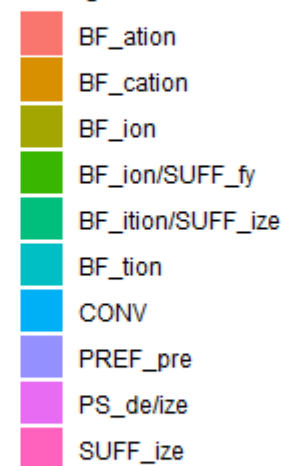 BF_ation
BF_cation
BF_ion
BF_ion/SUFF_fy
BF_ition/SUFF_ize
BF_tion
CONV
PREF_pre
PS_de/ize
SUFF_ize